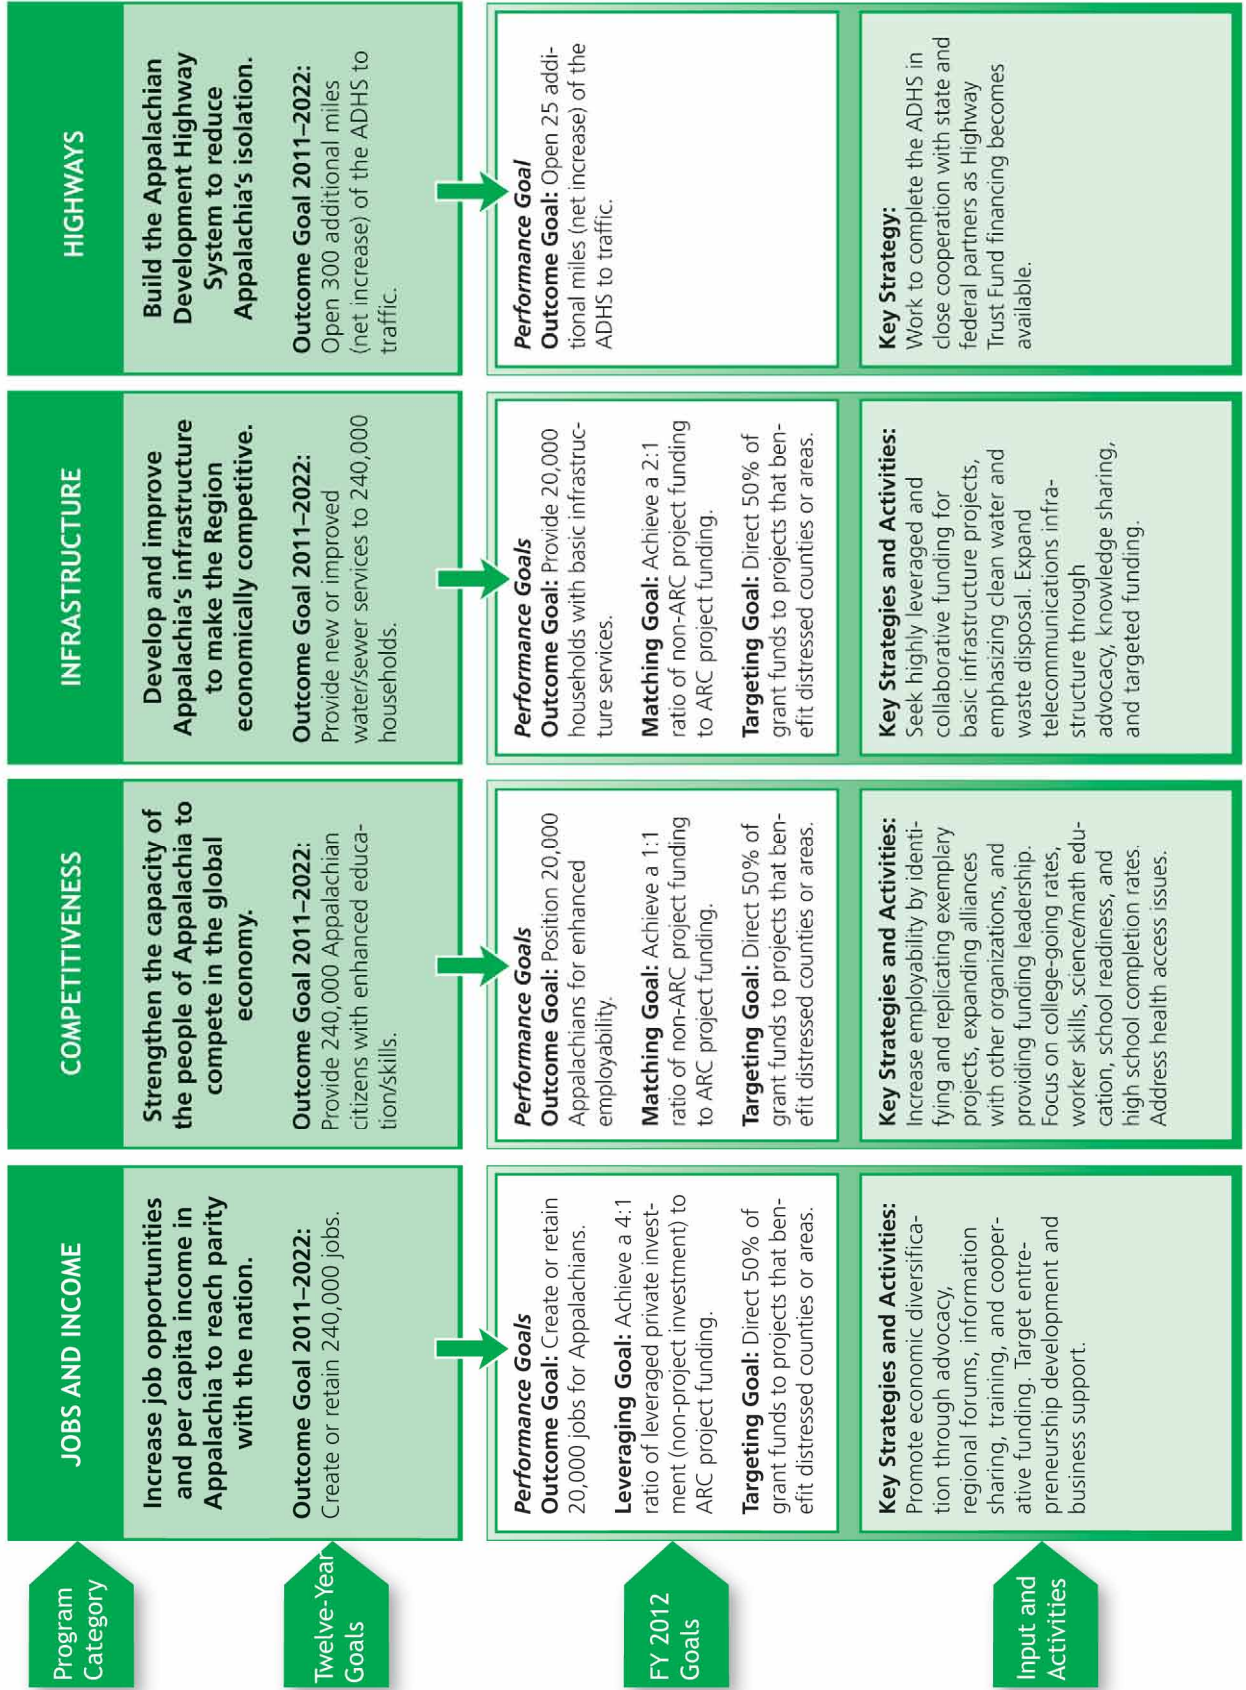 Program
Category
JOBS AND INCOME
COMPETITIVENESS
INFRASTRUCTURE
HIGHWAYS
Twelve-Year
Goals
Increase job opportunities
and per capita income in
Appalachia to reach parity
with the nation.
Outcome Goal 2011–2022:
Create or retain 240,000 jobs.
Strengthen the capacity of
the people of Appalachia to
compete in the global
economy.
Outcome Goal 2011–2022:
Provide 240,000 Appalachian
citizens with enhanced educa-
tion/skills.
Develop and improve
Appalachia's infrastructure
to make the Region
economically competitive.
Outcome Goal 2011–2022:
Provide new or improved
water/sewer services to 240,000
households.
Build the Appalachian
Development Highway
System to reduce
Appalachia's isolation.
Outcome Goal 2011–2022:
Open 300 additional miles
(net increase) of the ADHS to
traffic.
FY 2012
Goals
Performance Goals
Outcome Goal: Create or retain
20,000 jobs for Appalachians.
Leveraging Goal: Achieve a 4:1
ratio of leveraged private invest-
ment (non-project investment) to
ARC project funding.
Targeting Goal: Direct 50% of
grant funds to projects that ben-
efit distressed counties or areas.
Performance Goals
Outcome Goal: Position 20,000
Appalachians for enhanced
employability.
Matching Goal: Achieve a 1:1
ratio of non-ARC project funding
to ARC project funding.
Targeting Goal: Direct 50% of
grant funds to projects that ben-
efit distressed counties or areas.
Performance Goals
Outcome Goal: Provide 20,000
households with basic infrastruc-
ture services.
Matching Goal: Achieve a 2:1
ratio of non-ARC project funding
to ARC project funding.
Targeting Goal: Direct 50% of
grant funds to projects that ben-
efit distressed counties or areas.
Performance Goal
Outcome Goal: Open 25 addi-
tional miles (net increase) of the
ADHS to traffic.
Input and
Activities
Key Strategies and Activities:
Promote economic diversifica-
tion through advocacy,
regional forums, information
sharing, training, and cooper-
ative funding. Target entre-
preneurship development and
business support.
Key Strategies and Activities:
Increase employability by identi-
fying and replicating exemplary
projects, expanding alliances
with other organizations, and
providing funding leadership.
Focus on college-going rates,
worker skills, science/math edu-
cation, school readiness, and
high school completion rates.
Address health access issues.
Key Strategies and Activities:
Seek highly leveraged and
collaborative funding for
basic infrastructure projects,
emphasizing clean water and
waste disposal. Expand
telecommunications infra-
structure through
advocacy, knowledge sharing,
and targeted funding.
Key Strategy:
Work to complete the ADHS in
close cooperation with state and
federal partners as Highway
Trust Fund financing becomes
available.